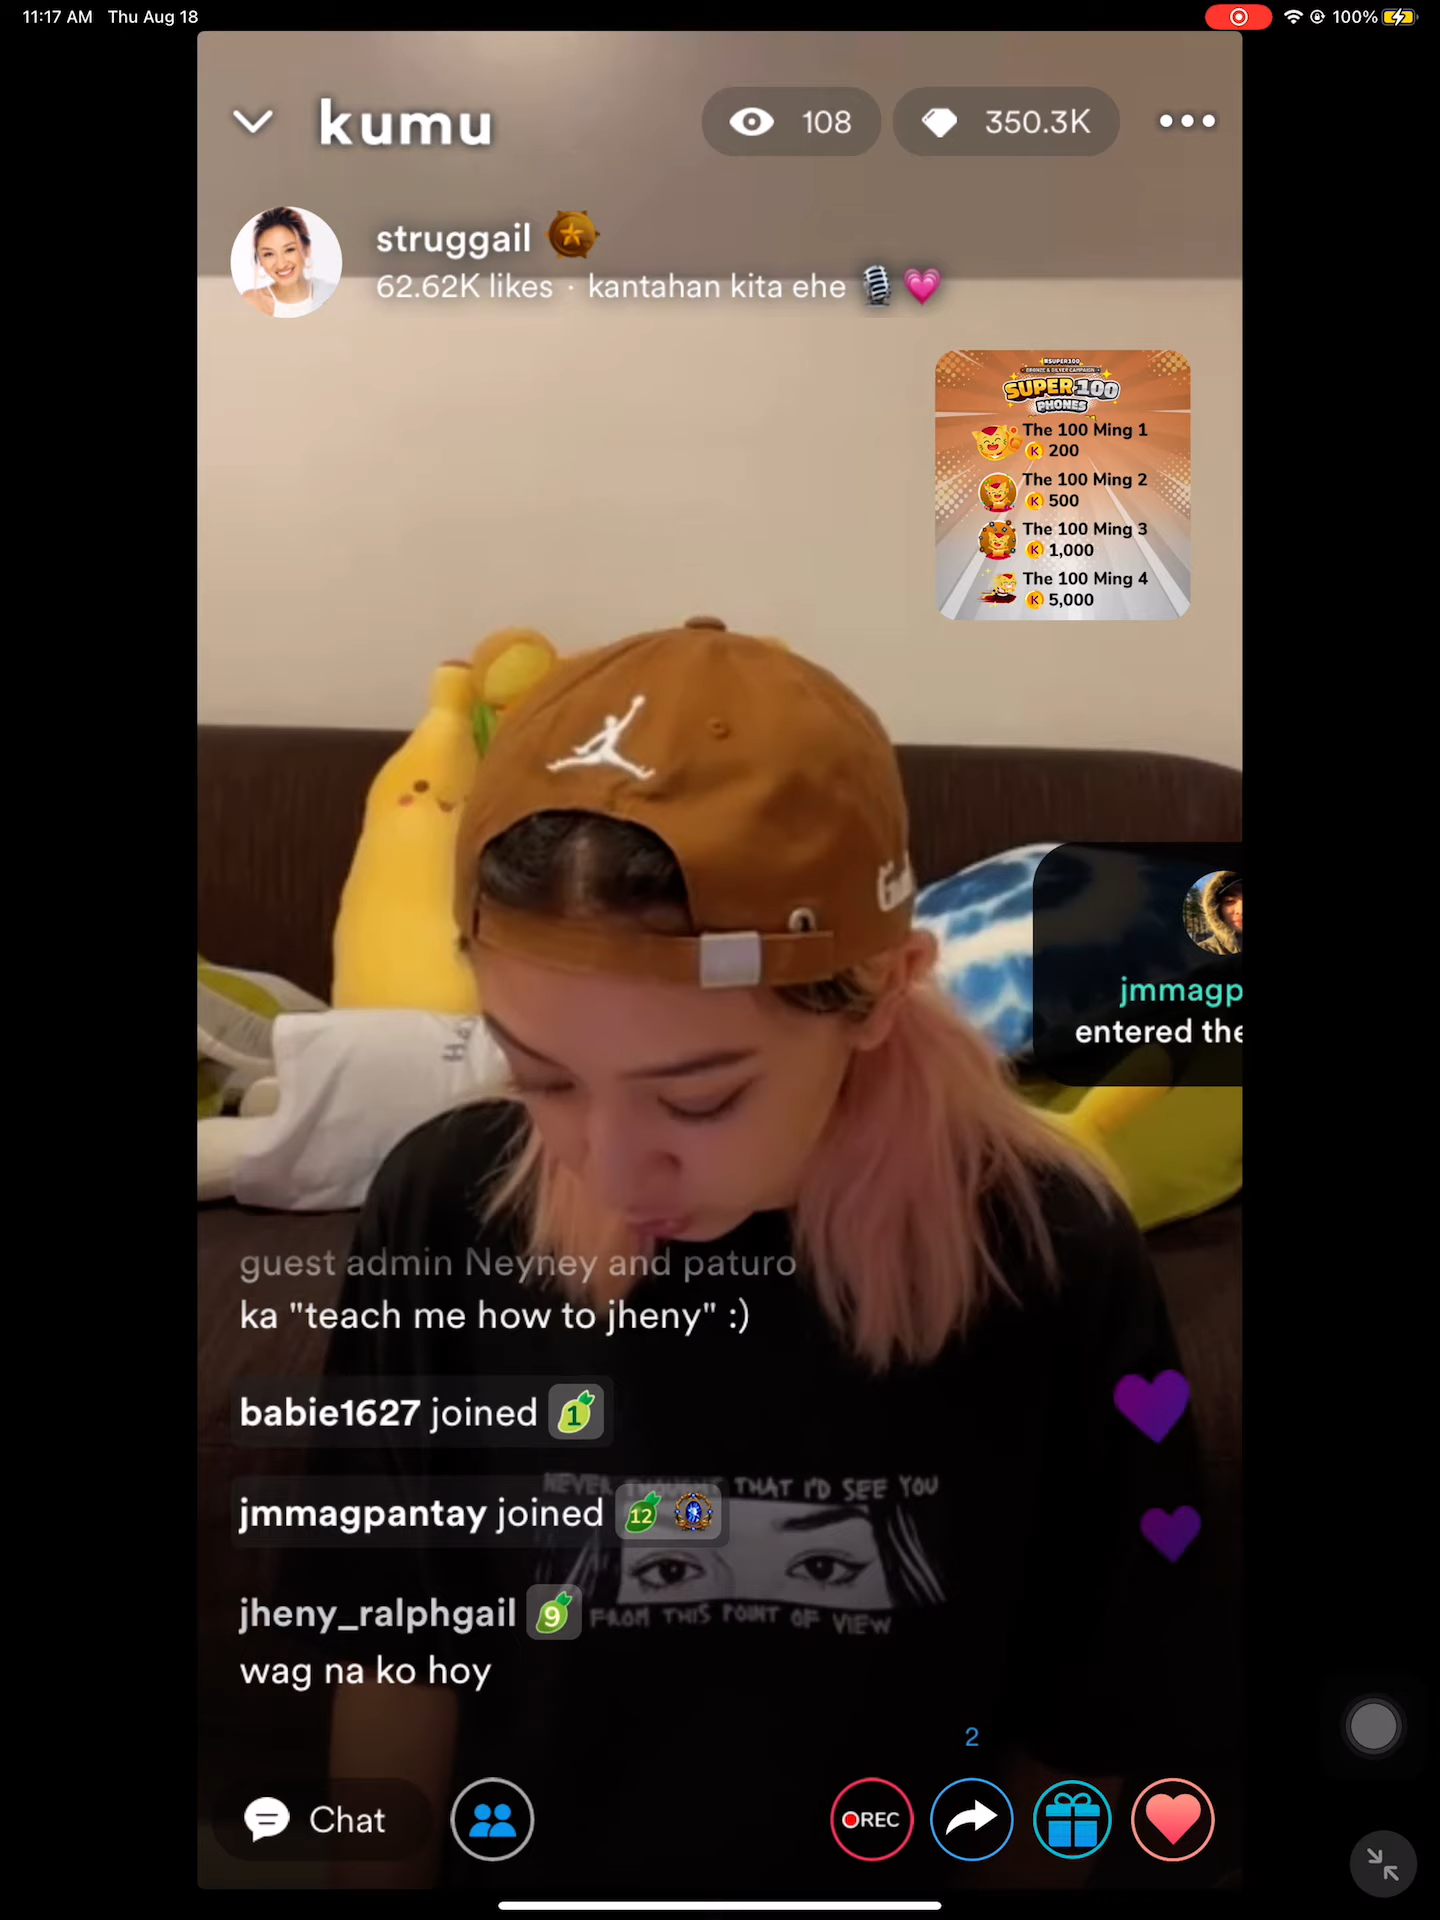 11:17 AM Thu Aug 18
100%
kumu
108
350.3K
struggail
62.62K likes · kantahan kita ehe
#SUPER100
BRONZE & SILVER CAMPAIGN
SUPER 100
PHONES
The 100 Ming 1
K 200
The 100 Ming 2
K 500
The 100 Ming 3
K 1,000
The 100 Ming 4
K 5,000
jmmagp
entered the
guest admin Neyney and paturo
ka "teach me how to jheny" :)
babie1627 joined 1
NEVER THOUGHT THAT I'D SEE YOU
jmmagpantay joined 12
jheny_ralphgail 9
FROM THIS POINT OF VIEW
wag na ko hoy
2
Chat
REC